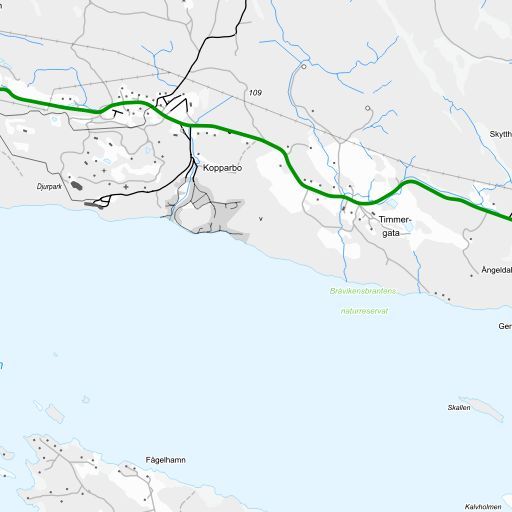 109
Skytth
Kopparbo
Djurpark
Timmer-
gata
Ängeldal
Bråvikensbranten s
naturreservat
Ger
n
Skallen
Fågelhamn
Kalvholmen